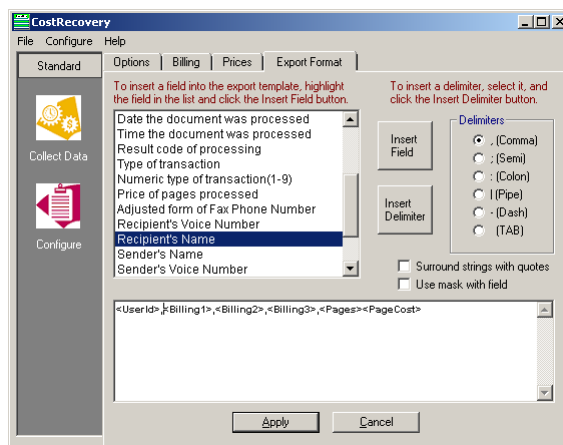 CostRecovery
File Configure Help
Standard
Options Billing Prices Export Format
To insert a field into the export template, highlight
the field in the list and click the Insert Field button.
To insert a delimiter, select it, and
click the Insert Delimiter button.
Date the document was processed
Time the document was processed
Result code of processing
Type of transaction
Numeric type of transaction(1-9)
Price of pages processed
Adjusted form of Fax Phone Number
Recipient's Voice Number
Recipient's Name
Sender's Name
Sender's Voice Number
Insert
Field
Insert
Delimiter
Delimiters
, (Comma)
; (Semi)
: (Colon)
| (Pipe)
- (Dash)
(TAB)
Collect Data
Configure
Surround strings with quotes
Use mask with field
<UserId>,<Billing1>,<Billing2>,<Billing3>,<Pages><PageCost>
Apply
Cancel